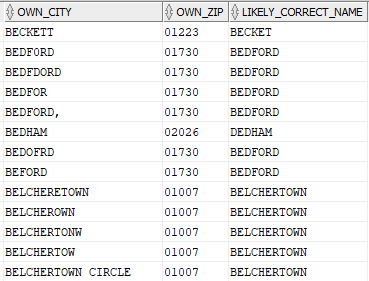 OWN_CITY OWN_ZIP LIKELY_CORRECT_NAME
BECKETT 01223 BECKET
BEDF0RD 01730 BEDFORD
BEDFDORD 01730 BEDFORD
BEDFOR 01730 BEDFORD
BEDFORD, 01730 BEDFORD
BEDHAM 02026 DEDHAM
BEDOFRD 01730 BEDFORD
BEFORD 01730 BEDFORD
BELCHERETOWN 01007 BELCHERTOWN
BELCHEROWN 01007 BELCHERTOWN
BELCHERTONW 01007 BELCHERTOWN
BELCHERTOW 01007 BELCHERTOWN
BELCHERTOWN CIRCLE 01007 BELCHERTOWN